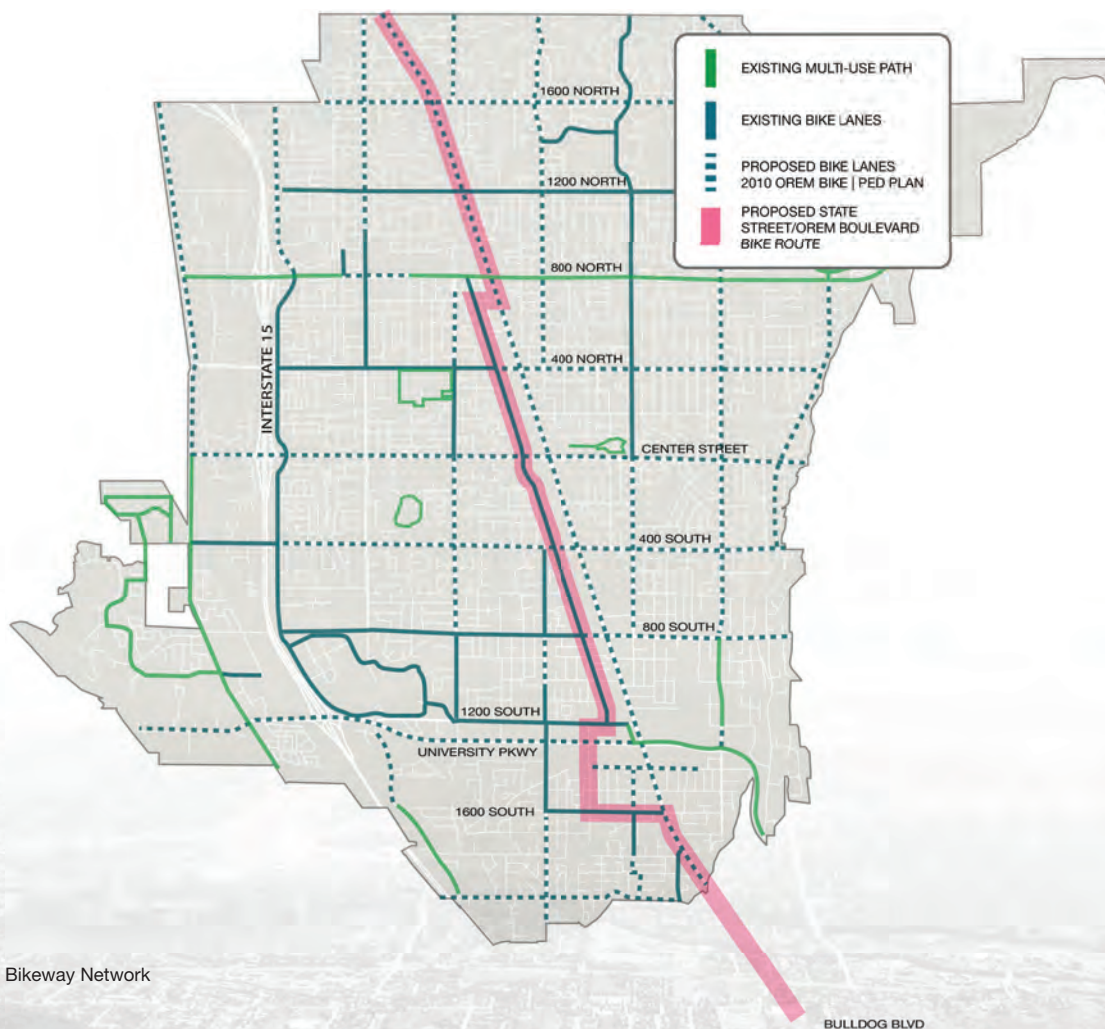 EXISTING MULTI-USE PATH
EXISTING BIKE LANES
PROPOSED BIKE LANES
2010 OREM BIKE | PED PLAN
PROPOSED STATE
STREET/OREM BOULEVARD
BIKE ROUTE
1600 NORTH
1200 NORTH
800 NORTH
INTERSTATE 15
400 NORTH
CENTER STREET
400 SOUTH
800 SOUTH
1200 SOUTH
UNIVERSITY PKWY
1600 SOUTH
Bikeway Network
BULLDOG BLVD